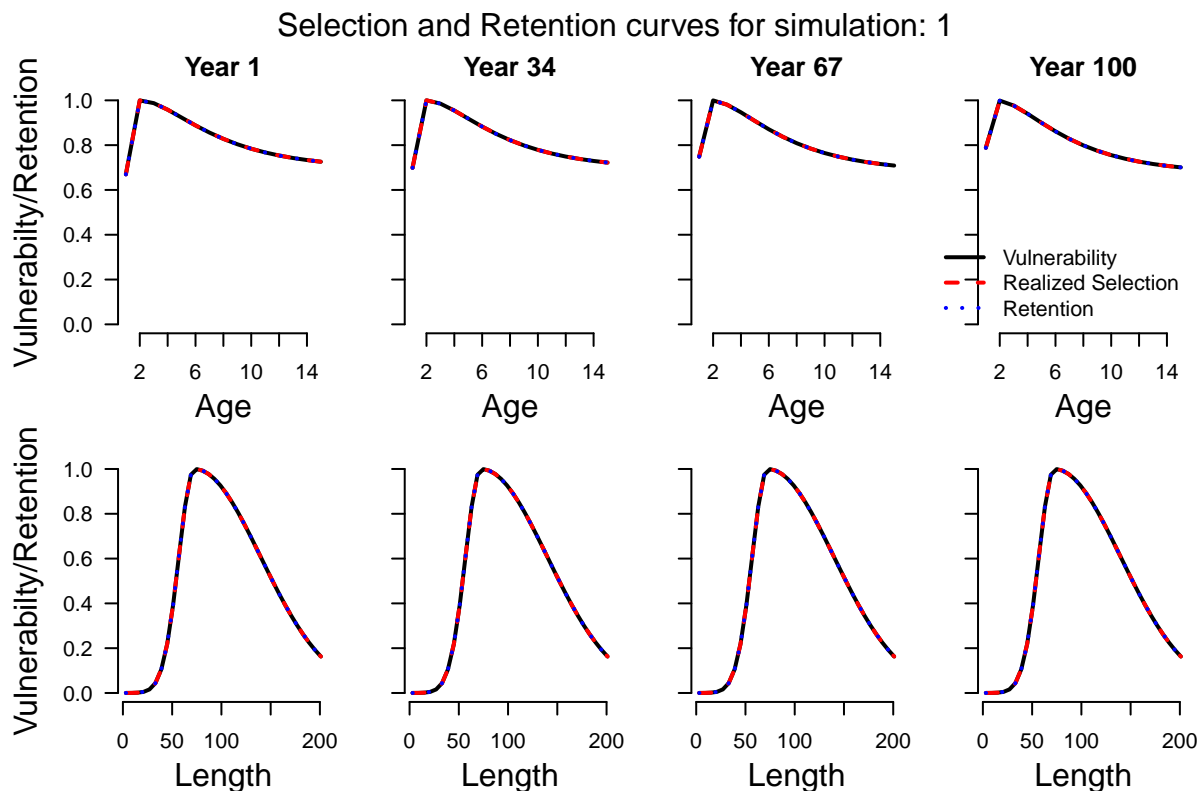 Selection and Retention curves for simulation: 1
Year 1 Year 34 Year 67 Year 100
Vulnerabilty/Retention
1.0
0.8
0.6
0.4
0.2
0.0
Vulnerability
Realized Selection
Retention
2 6 10 14 2 6 10 14 2 6 10 14 2 6 10 14
Age Age Age Age
Vulnerabilty/Retention
1.0
0.8
0.6
0.4
0.2
0.0
0 50 100 200 0 50 100 200 0 50 100 200 0 50 100 200
Length Length Length Length